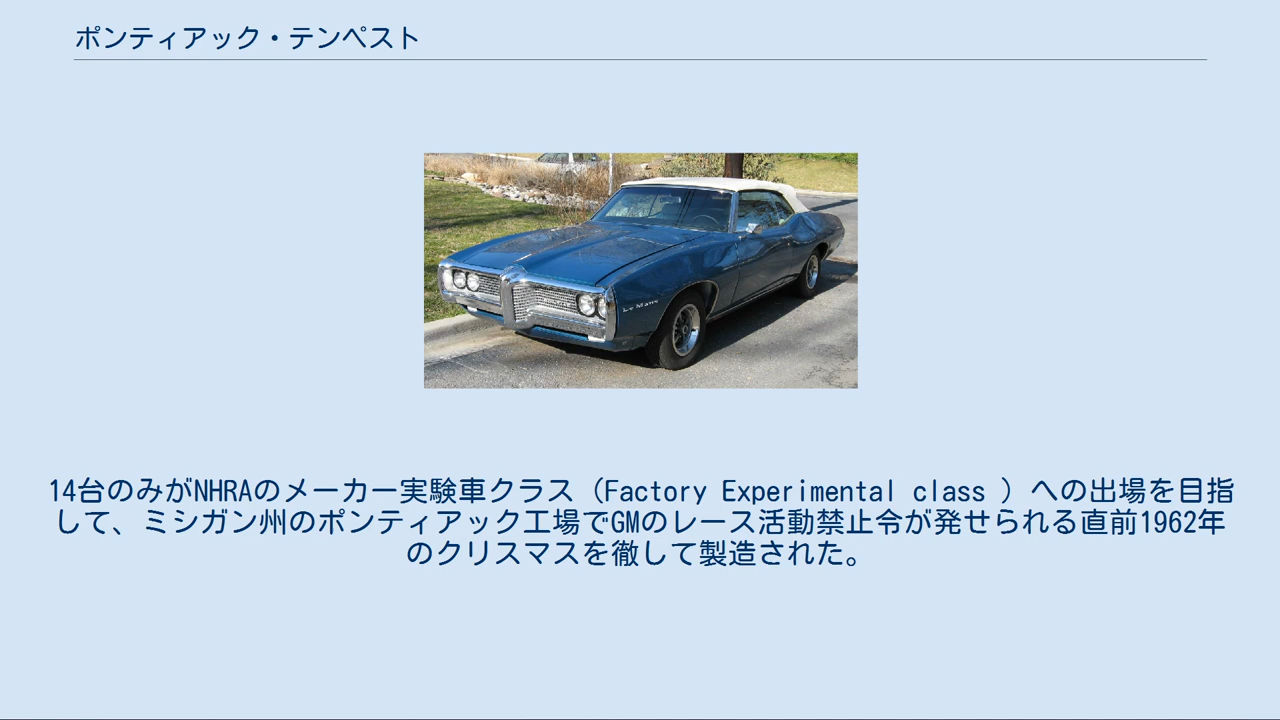 ポンティアック・テンペスト
Le Mans
14台のみがNHRAのメーカー実験車クラス（Factory Experimental class ）への出場を目指
して、ミシガン州のポンティアック工場でGMのレース活動禁止令が発せられる直前1962年
のクリスマスを徹して製造された。